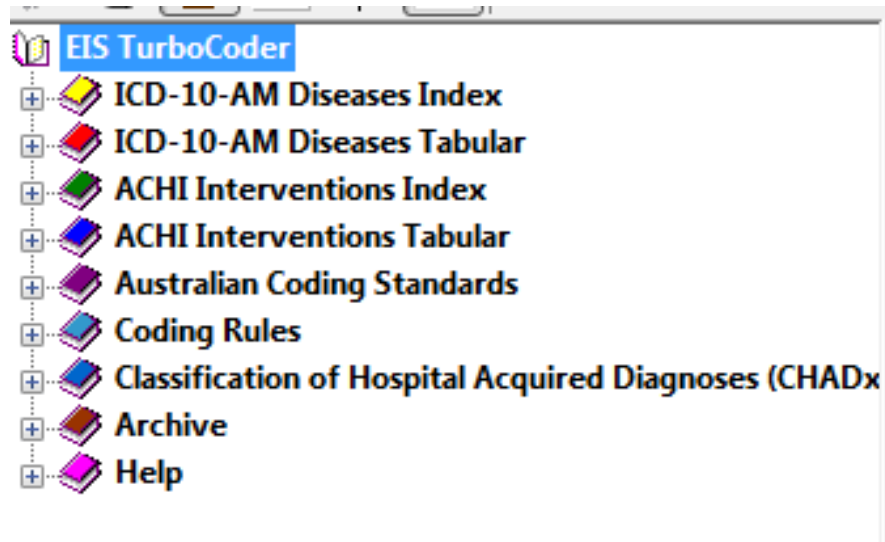 EIS TurboCoder
ICD-10-AM Diseases Index
ICD-10-AM Diseases Tabular
ACHI Interventions Index
ACHI Interventions Tabular
Australian Coding Standards
Coding Rules
Classification of Hospital Acquired Diagnoses (CHADx
Archive
Help